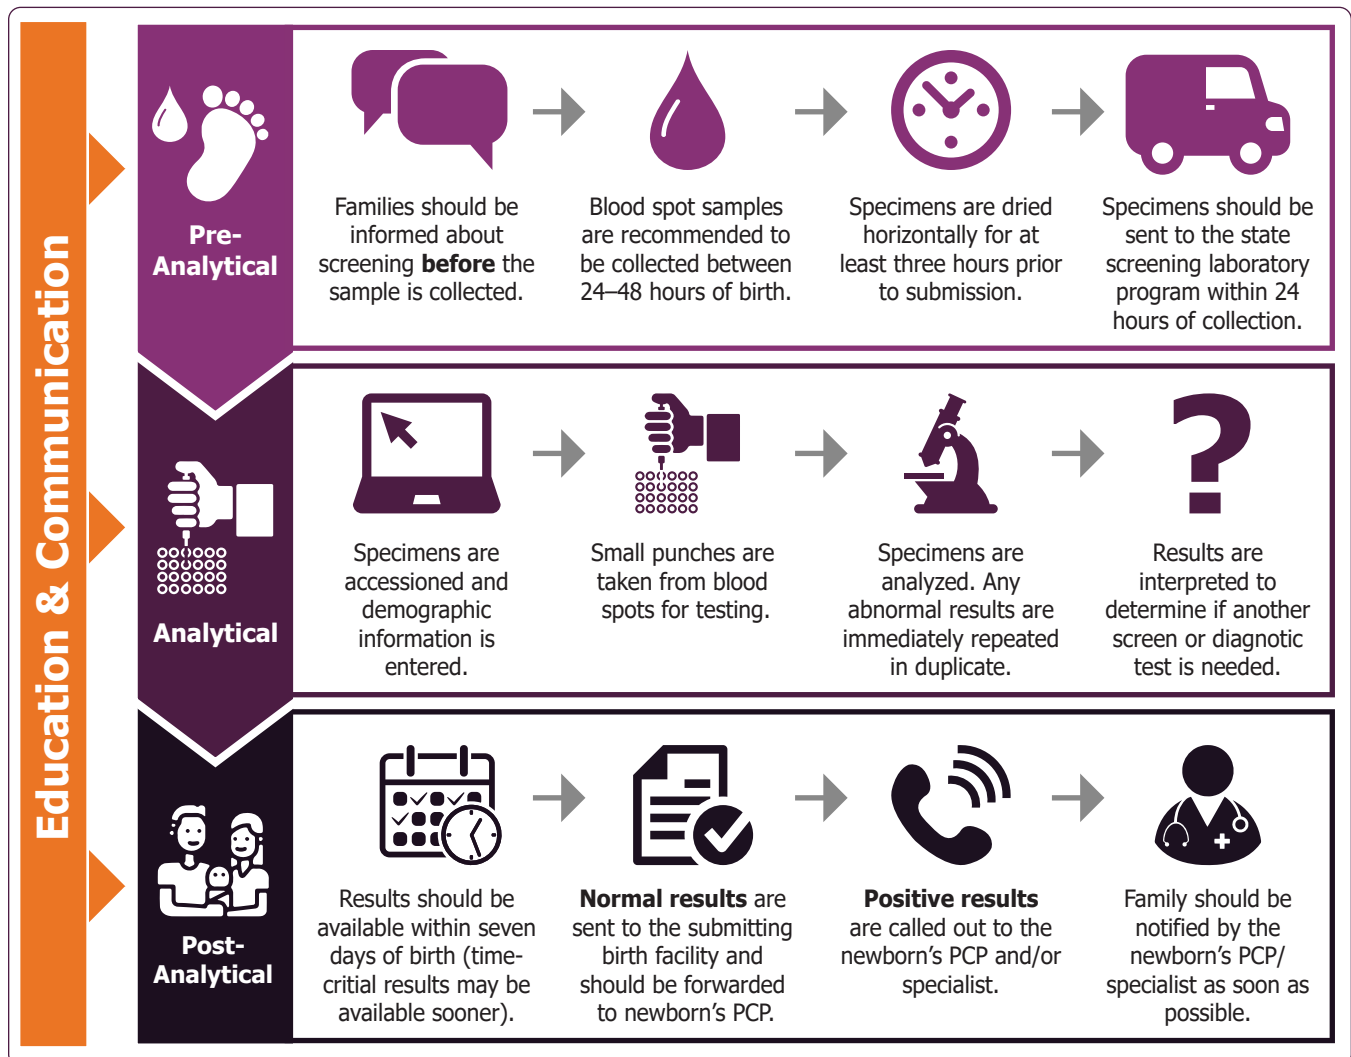 Education & Communication
Pre-
Analytical
Families should be
informed about
screening before the
sample is collected.
Blood spot samples
are recommended to
be collected between
24–48 hours of birth.
Specimens are dried
horizontally for at
least three hours prior
to submission.
Specimens should be
sent to the state
screening laboratory
program within 24
hours of collection.
Analytical
Specimens are
accessioned and
demographic
information is
entered.
Small punches are
taken from blood
spots for testing.
Specimens are
analyzed. Any
abnormal results are
immediately repeated
in duplicate.
Results are
interpreted to
determine if another
screen or diagnostic
test is needed.
Post-
Analytical
Results should be
available within seven
days of birth (time-
critial results may be
available sooner).
Normal results are
sent to the submitting
birth facility and
should be forwarded
to newborn’s PCP.
Positive results
are called out to the
newborn’s PCP and/or
specialist.
Family should be
notified by the
newborn’s PCP/
specialist as soon as
possible.